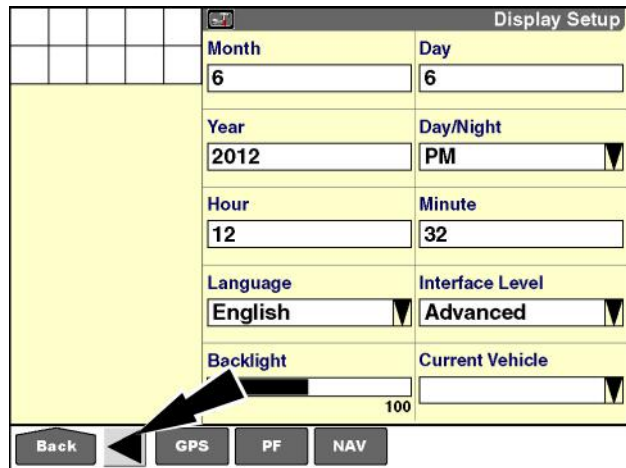 Display Setup
Month Day
6 6
Year Day/Night
2012 PM
Hour Minute
12 32
Language Interface Level
English Advanced
Backlight Current Vehicle
100
Back GPS PF NAV